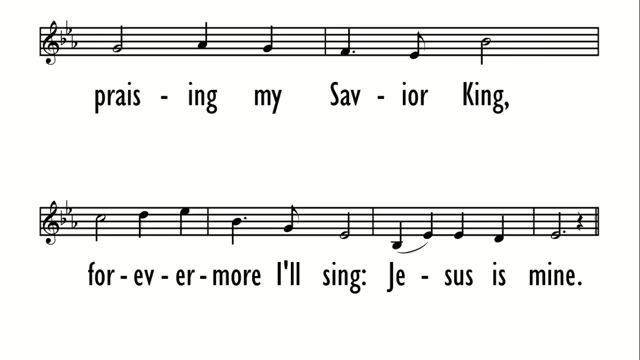 prais - ing my Sav - ior King,
for - ev - er - more I'll sing: Je - sus is mine.